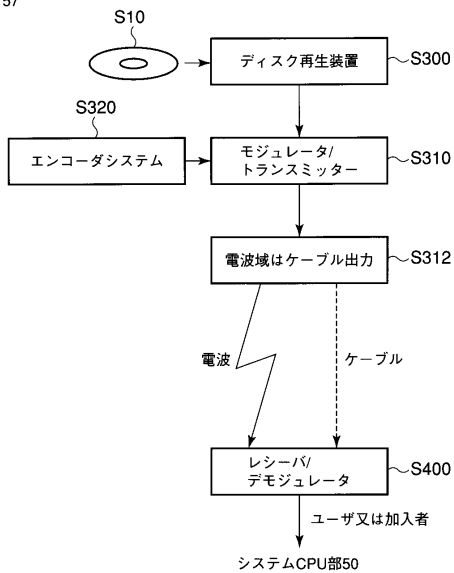 57
S10
ディスク再生装置
S300
S320
エンコーダシステム
モジュレータ/
トランスミッター
S310
電波域はケーブル出力
S312
電波
ケーブル
レシーバ/
デモジュレータ
S400
ユーザ又は加入者
システムCPU部50